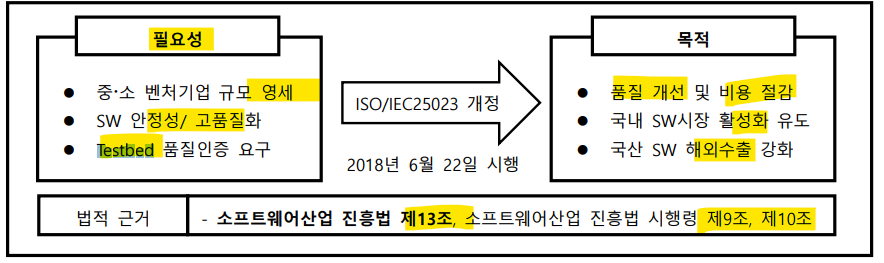 필요성
목적
● 중·소 벤처기업 규모 영세
● SW 안정성/ 고품질화
● Testbed 품질인증 요구
ISO/IEC25023 개정
2018년 6월 22일 시행
● 품질 개선 및 비용 절감
● 국내 SW시장 활성화 유도
● 국산 SW 해외수출 강화
법적 근거
- 소프트웨어산업 진흥법 제13조, 소프트웨어산업 진흥법 시행령 제9조, 제10조